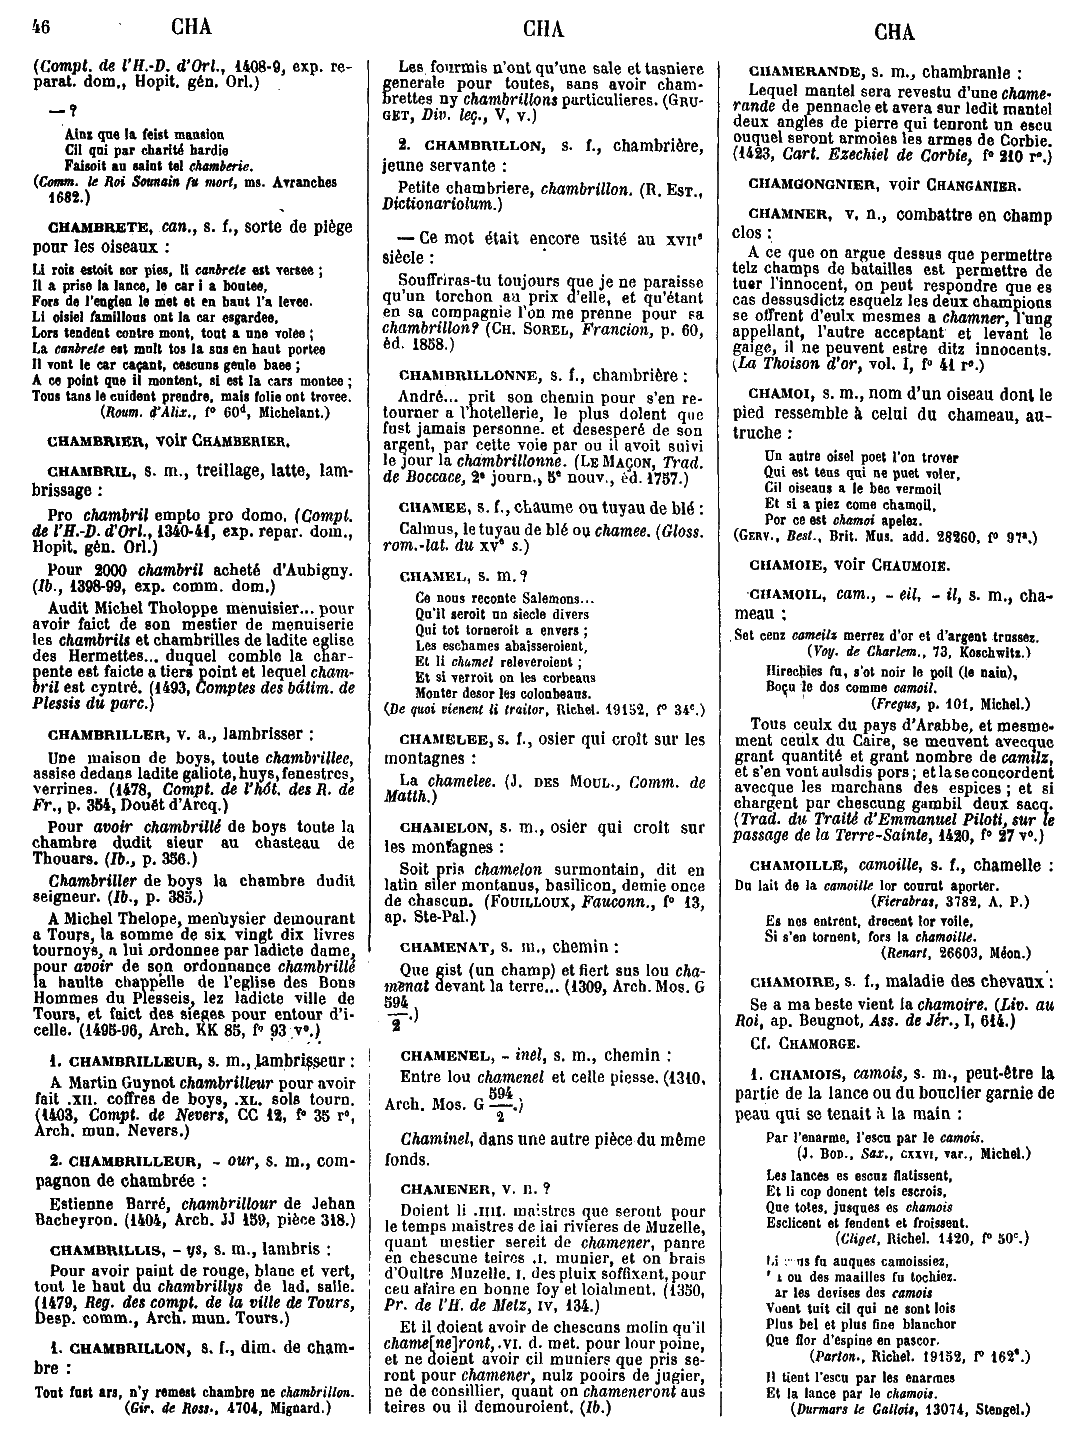 46 CHA CHA CHA
(Compt. de l'H.-D. d'Orl., 1408-9, exp. re-
parat. dom., Hopit. gén. Orl.)
— ?
Ainz que la feist mansion
Cil qui par charité hardie
Faisoit au saint tel chamberie.
(Comm. le Roi Sounain fu mort, ms. Avranches
1682.)
CHAMBRETE, can., s. f., sorte de piège
pour les oiseaux :
Li rois estoit sor pies, li canbrete est versee ;
Il a prise la lance, le car i a boutee,
Fors de l'englen le met et en haut l'a levee.
Li oisiel famillous ont la car esgardee,
Lors tendent contre mont, tout a une volee ;
La canbrete est mult tos la sus en haut portee
Il vont le car caçant, cescuns geule baee ;
A ce point que il montent, si est la cars montee ;
Tous tans le cuident prendre, mais folie ont trovee.
(Roum. d'Alix., f° 60d, Michelant.)
CHAMBRIER, voir CHAMBERIER.
CHAMBRIL, s. m., treillage, latte, lam-
brissage :
Pro chambril empto pro domo. (Compt.
de l'H.-D. d'Orl., 1340-41, exp. repar. dom.,
Hopit. gén. Orl.)
Pour 2000 chambril acheté d'Aubigny.
(Ib., 1398-99, exp. comm. dom.)
Audit Michel Tholoppe menuisier... pour
avoir faict de son mestier de menuiserie
les chambrils et chambrilles de ladite eglise
des Hermettes... duquel comble la char-
pente est faicte a tiers point et lequel cham-
bril est cyntré. (1493, Comptes des bâtim. de
Plessis du parc.)
CHAMBRILLER, v. a., lambrisser :
Une maison de boys, toute chambrillee,
assise dedans ladite galiote, huys, fenestres,
verrines. (1478, Compt. de l'hôt. des R. de
Fr., p. 354, Douët d'Arcq.)
Pour avoir chambrillé de boys toute la
chambre dudit sieur au chasteau de
Thouars. (Ib., p. 356.)
Chambriller de boys la chambre dudit
seigneur. (Ib., p. 385.)
A Michel Thelope, menuysier demourant
a Tours, la somme de six vingt dix livres
tournoys, a lui ordonnee par ladicte dame,
pour avoir de son ordonnance chambrillé
la haulte chappelle de l'eglise des Bons
Hommes du Plesseis, lez ladicte ville de
Tours, et faict des sieges pour entour d'i-
celle. (1495-96, Arch. KK 85, f° 93 v°.)
1. CHAMBRILLEUR, s. m., lambrisseur :
A Martin Guynot chambrilleur pour avoir
fait .XII. coffres de boys, .XL. sols tourn.
(1403, Compt. de Nevers, CC 12, f° 35 r°,
Arch. mun. Nevers.)
2. CHAMBRILLEUR, - our, s. m., com-
pagnon de chambrée :
Estienne Barré, chambrillour de Jehan
Bacheyron. (1404, Arch. JJ 159, pièce 318.)
CHAMBRILLIS, - ys, s. m., lambris :
Pour avoir paint de rouge, blanc et vert,
tout le haut du chambrillys de lad. salle.
(1479, Reg. des compt. de la ville de Tours,
Desp. comm., Arch. mun. Tours.)
1. CHAMBRILLON, s. f., dim. de cham-
bre :
Tout fust ars, n'y remest chambre ne chambrillon.
(Gir. de Ross., 4704, Mignard.)
Les fourmis n'ont qu'une sale et tasniere
generale pour toutes, sans avoir cham-
brettes ny chambrillons particulieres. (GRU-
GET, Div. leç., V, v.)
2. CHAMBRILLON, s. f., chambrière,
jeune servante :
Petite chambriere, chambrillon. (R. EST.,
Dictionariolum.)
— Ce mot était encore usité au XVIIe
siècle :
Souffriras-tu toujours que je ne paraisse
qu'un torchon au prix d'elle, et qu'étant
en sa compagnie l'on me prenne pour sa
chambrillon? (CH. SOREL, Francion, p. 60,
éd. 1858.)
CHAMBRILLONNE, s. f., chambrière :
André... prit son chemin pour s'en re-
tourner a l'hotellerie, le plus dolent que
fust jamais personne. et desesperé de son
argent, par cette voie par ou il avoit suivi
le jour la chambrillonne. (LE MAÇON, Trad.
de Boccace, 2e journ., 5e nouv., éd. 1757.)
CHAMEE, s. f., chaume ou tuyau de blé :
Calmus, le tuyau de blé ou chamee. (Gloss.
rom.-lat. du XVe s.)
CHAMEL, s. m. ?
Ce nous reconte Salemons...
Qu'il seroit un siecle divers
Qui tot torneroit a envers ;
Les eschames abaisseroient,
Et li chamel releveroient ;
Et si verroit on les corbeaus
Monter desor les colonbeaus.
(De quoi vienent li traitor, Richel. 19152, f° 34c.)
CHAMELEE, s. f., osier qui croît sur les
montagnes :
La chamelee. (J. DES MOUL., Comm. de
Matth.)
CHAMELON, s. m., osier qui croit sur
les montagnes :
Soit pris chamelon surmontain, dit en
latin siler montanus, basilicon, demie once
de chascun. (FOUILLOUX, Fauconn., f° 13,
ap. Ste-Pal.)
CHAMENAT, s. m., chemin :
Que gist (un champ) et fiert sus lou cha-
menat devant la terre... (1309, Arch. Mos. G
594
—.)
2
CHAMENEL, - inel, s. m., chemin :
Entre lou chamenel et celle piesse. (1310,
Arch. Mos. G 594/2.)
Chaminel, dans une autre pièce du même
fonds.
CHAMENER, v. n. ?
Doient li .IIII. maistres que seront pour
le temps maistres de lai rivieres de Muzelle,
quant mestier sereit de chamener, panre
en chescune teires .I. munier, et on brais
d'Oultre Muzelle. I. des pluix soffixant, pour
ceu afaire en bonne foy et loialment. (1350,
Pr. de l'H. de Metz, IV, 134.)
Et il doient avoir de chescuns molin qu'il
chame[ne]ront, .VI. d. met. pour lour poine,
et ne doient avoir cil muniers que pris se-
ront pour chamener, nulz pooirs de jugier,
ne de consillier, quant on chameneront aus
teires ou il demouroient. (Ib.)
CHAMERANDE, s. m., chambranle :
Lequel mantel sera revestu d'une chame-
rande de pennacle et avera sur ledit mantel
deux angles de pierre qui tenront un escu
ouquel seront armoies les armes de Corbie.
(1423, Cart. Ezechiel de Corbie, f° 210 r°.)
CHAMGONGNIER, voir CHANGANIER.
CHAMNER, v. n., combattre en champ
clos :
A ce que on argue dessus que permettre
telz champs de batailles est permettre de
tuer l'innocent, on peut respondre que es
cas dessusdictz esquelz les deux champions
se offrent d'eulx mesmes a chamner, l'ung
appellant, l'autre acceptant et levant le
gaige, il ne peuvent estre ditz innocents.
(La Thoison d'or, vol. I, f° 41 r°.)
CHAMOI, s. m., nom d'un oiseau dont le
pied ressemble à celui du chameau, au-
truche :
Un autre oisel poet l'on trover
Qui est teus qui ne puet voler,
Cil oiseaus a le bec vermoil
Et si a piez come chamoil,
Por ce est chamoi apelez.
(GERV., Best., Brit. Mus. add. 28260, f° 97a.)
CHAMOIE, voir CHAUMOIE.
CHAMOIL, cam., - eil, - il, s. m., cha-
meau :
Set cenz cameilz merrez d'or et d'argent trussez.
(Voy. de Charlem., 73, Koschwitz.)
Hirechies fu, s'ot noir le poil (le nain),
Boçu le dos comme camoil.
(Fregus, p. 101, Michel.)
Tous ceulx du pays d'Arabbe, et mesme-
ment ceulx du Caire, se meuvent avecque
grant quantité et grant nombre de camilz,
et s'en vont aulsdis pors ; et la se concordent
avecque les marchans des espices ; et si
chargent par chescung gambil deux sacq.
(Trad. du Traité d'Emmanuel Piloti, sur le
passage de la Terre-Sainte, 1420, f° 27 v°.)
CHAMOILLE, camoille, s. f., chamelle :
Du lait de la camoille lor courut aporter.
(Fierabras, 3782, A. P.)
Es nes entrent, drecent lor voile,
Si s'en tornent, fors la chamoille.
(Renart, 26603, Méon.)
CHAMOIRE, s. f., maladie des chevaux :
Se a ma beste vient la chamoire. (Liv. au
Roi, ap. Beugnot, Ass. de Jér., I, 614.)
Cf. CHAMORGE.
1. CHAMOIS, camois, s. m., peut-être la
partie de la lance ou du bouclier garnie de
peau qui se tenait à la main :
Par l'enarme, l'escu par le camois.
(J. BOD., Sax., CXXVI, var., Michel.)
Les lances es escuz flatissent,
Et li cop donent tels escrois,
Que totes, jusques es chamois
Esclicent et fendent et froissent.
(Cliget, Richel. 1420, f° 50c.)
fu auques camoissiez,
ou des maailles fu tochiez.
ar les devises des camois
Voent tuit cil qui ne sont lois
Plus bel et plus fine blanchor
Que flor d'espine en pascor.
(Parton., Richel. 19152, f° 162a.)
Il tient l'escu par les enarmes
Et la lance par le chamois.
(Durmars le Gallois, 13074, Stengel.)